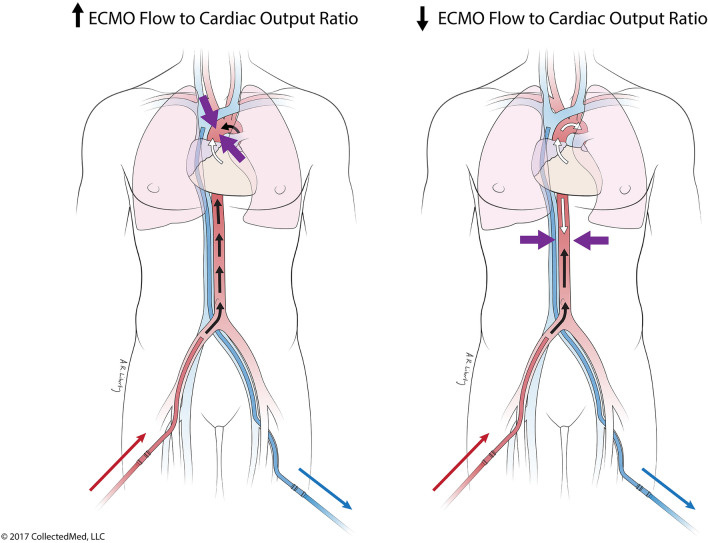 ECMO Flow to Cardiac Output Ratio
ECMO Flow to Cardiac Output Ratio
© 2017 CollectedMed, LLC